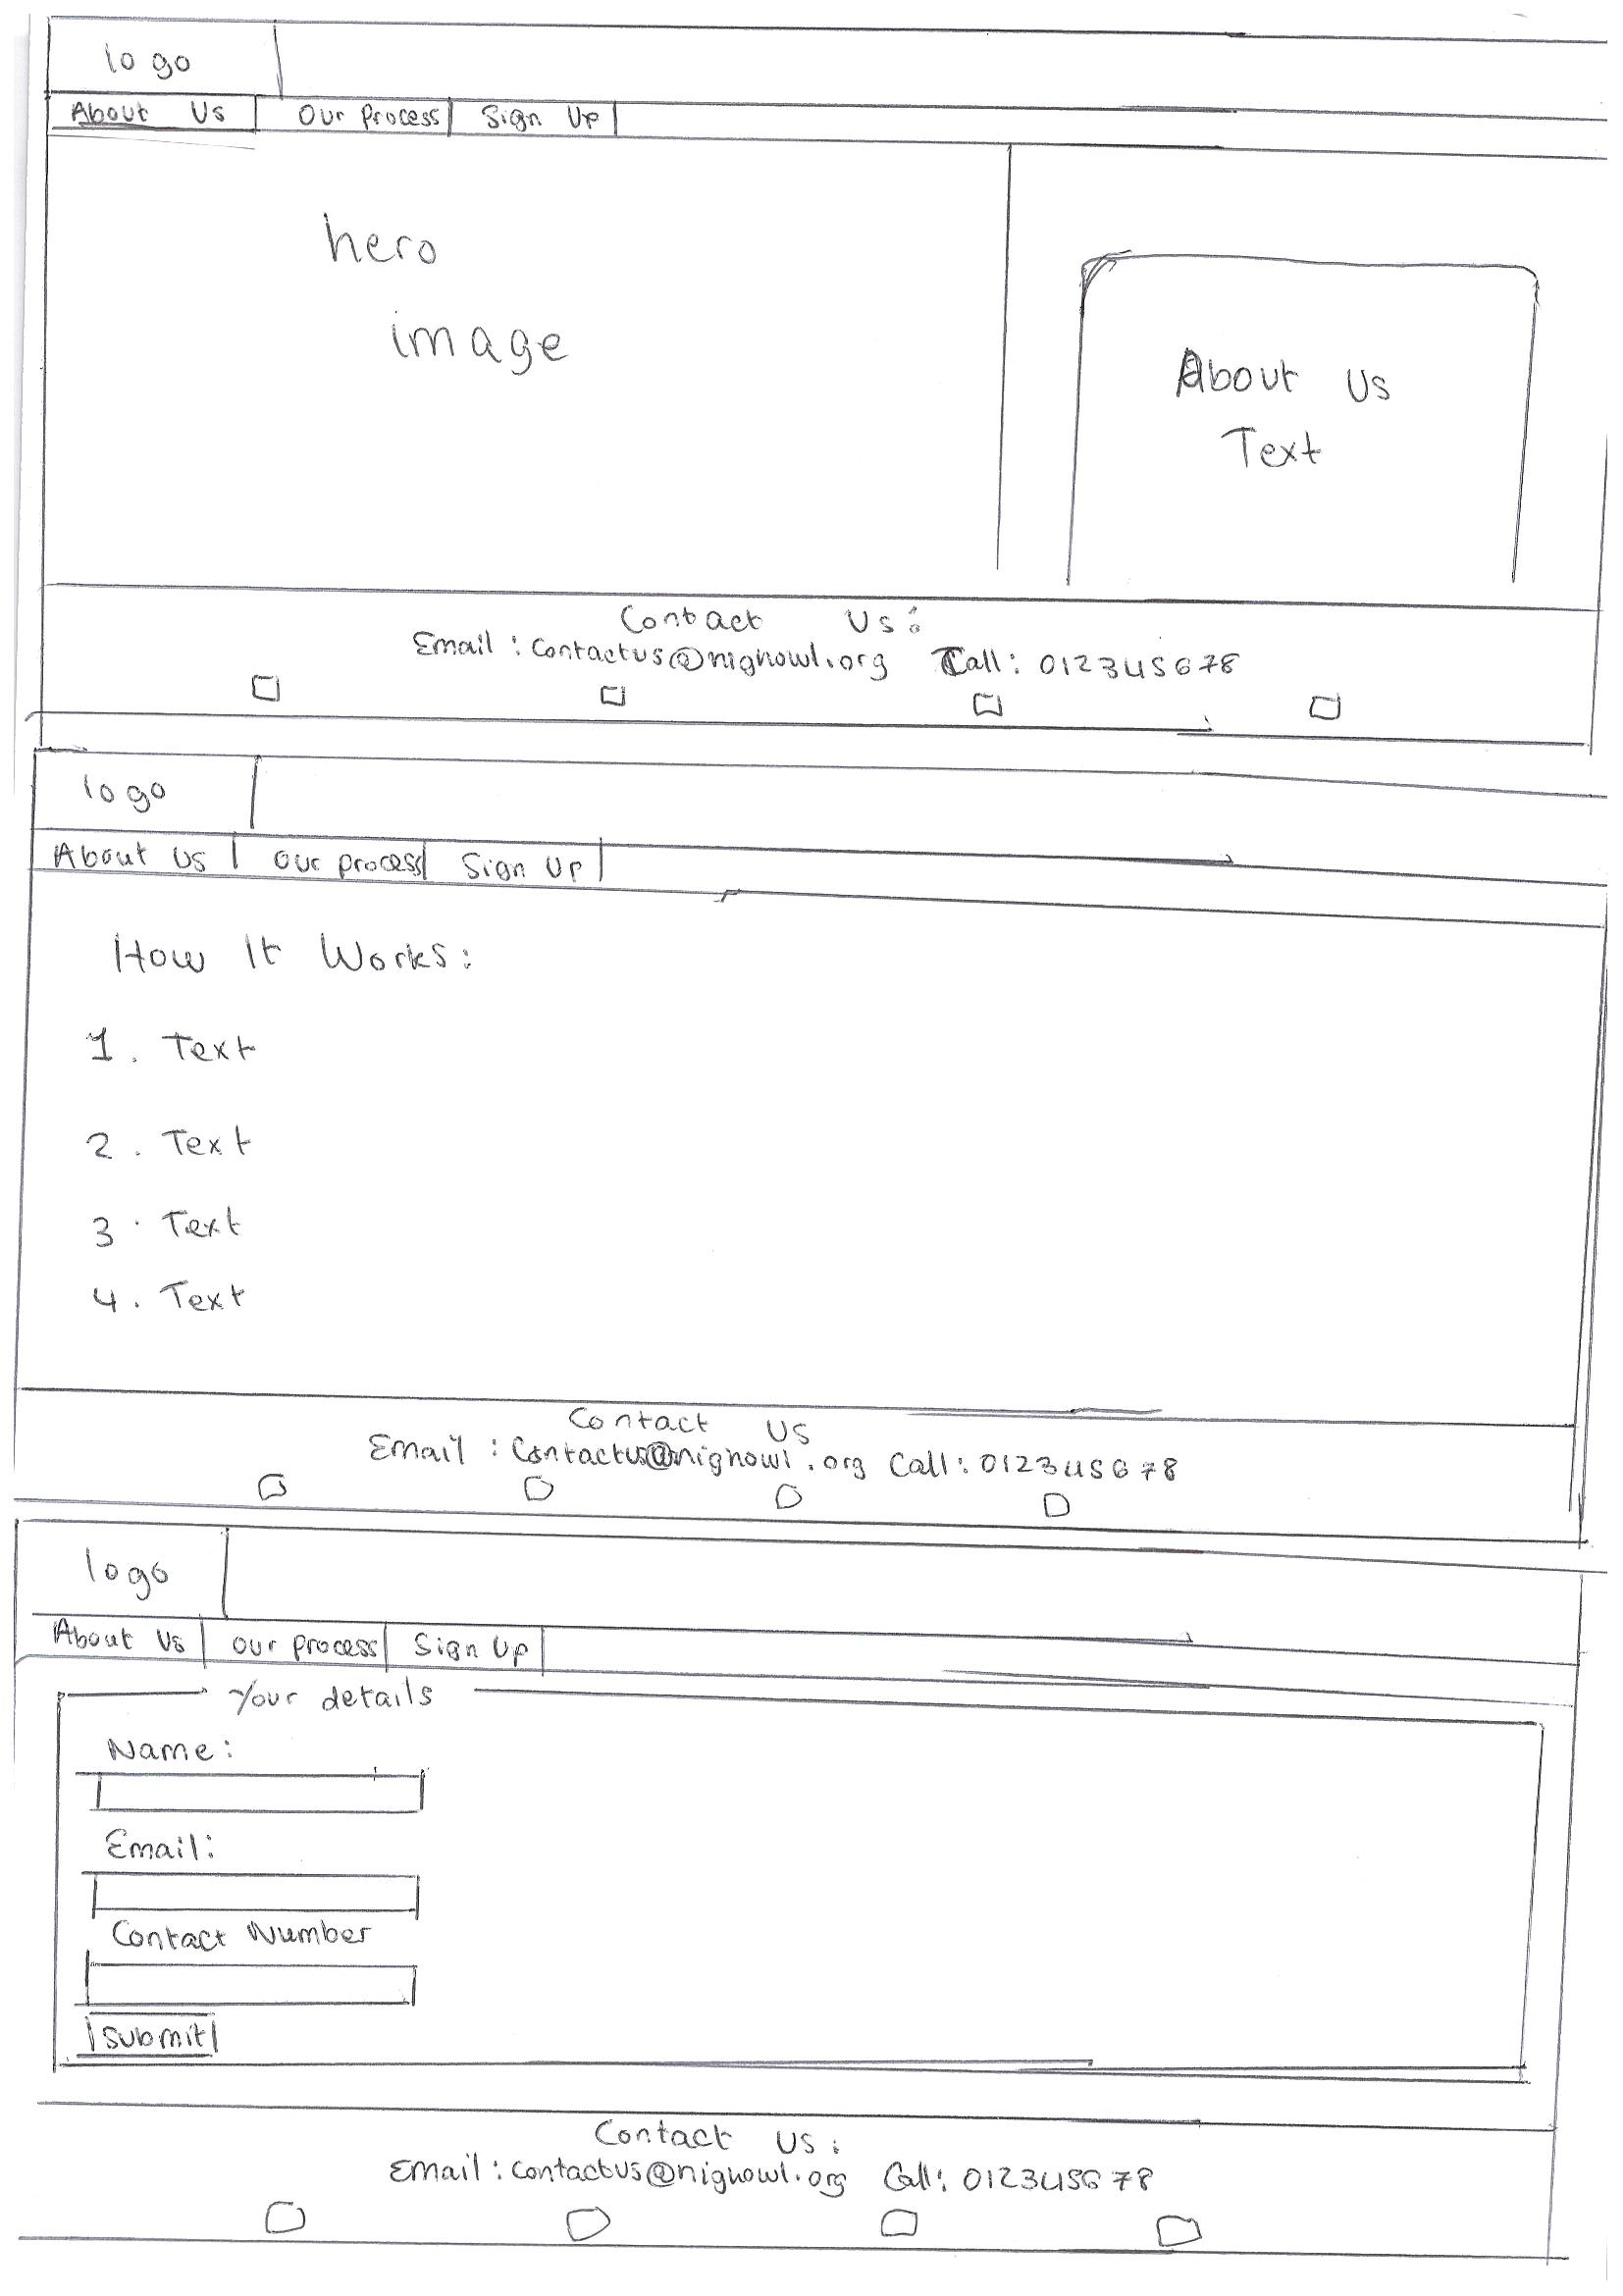 logo
About Us Our Process Sign Up
hero
image
About Us
Text
Contact Us:
Email : Contactus@nighowl.org Call: 012345678
logo
About Us Our process Sign Up
How It Works:
1. Text
2. Text
3. Text
4. Text
Contact Us
Email : Contactus@nighowl.org Call: 012345678
logo
About Us our process Sign Up
Your details
Name:
Email:
Contact Number
submit
Contact Us:
Email : contactus@nighowl.org Call: 012345678